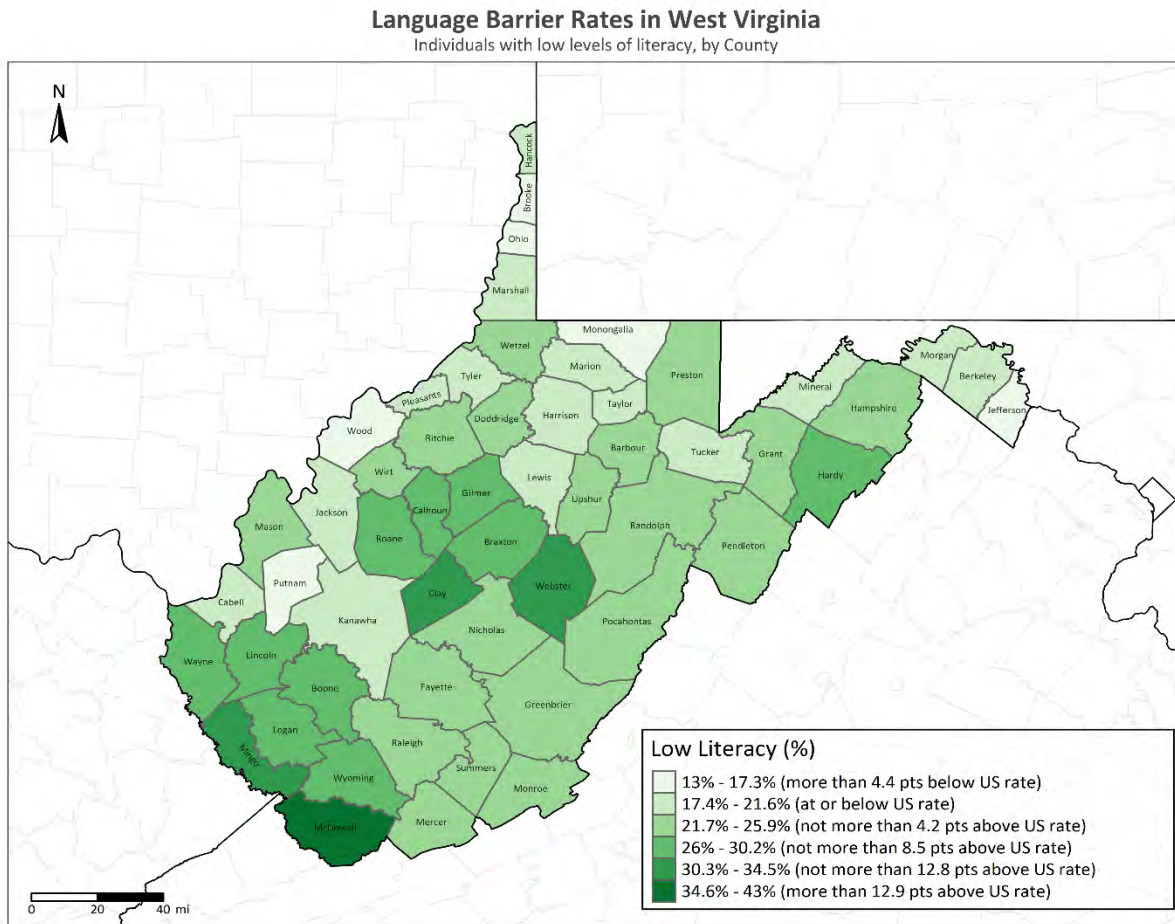 Language Barrier Rates in West Virginia
Individuals with low levels of literacy, by County
N
Hancock
Brooke
Ohio
Marshall
Monongalia
Wetzel
Marion
Preston
Morgan
Berkeley
Mineral
Jefferson
Tyler
Pleasants
Taylor
Hampshire
Wood
Doddridge
Harrison
Ritchie
Barbour
Tucker
Grant
Wirt
Lewis
Hardy
Gilmer
Upshur
Calhoun
Jackson
Mason
Roane
Braxton
Randolph
Pendleton
Putnam
Clay
Webster
Cabell
Kanawha
Pocahontas
Nicholas
Lincoln
Wayne
Boone
Fayette
Greenbrier
Logan
Raleigh
Mingo
Wyoming
Summers
Monroe
McDowell
Mercer
Low Literacy (%)
13% - 17.3% (more than 4.4 pts below US rate)
17.4% - 21.6% (at or below US rate)
21.7% - 25.9% (not more than 4.2 pts above US rate)
26% - 30.2% (not more than 8.5 pts above US rate)
30.3% - 34.5% (not more than 12.8 pts above US rate)
34.6% - 43% (more than 12.9 pts above US rate)
0 20 40 mi